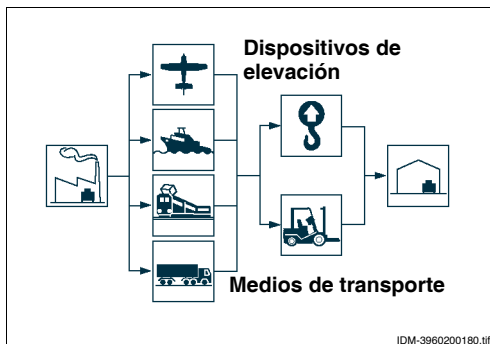 Dispositivos de
elevación
Medios de transporte
IDM-3960200180.tif